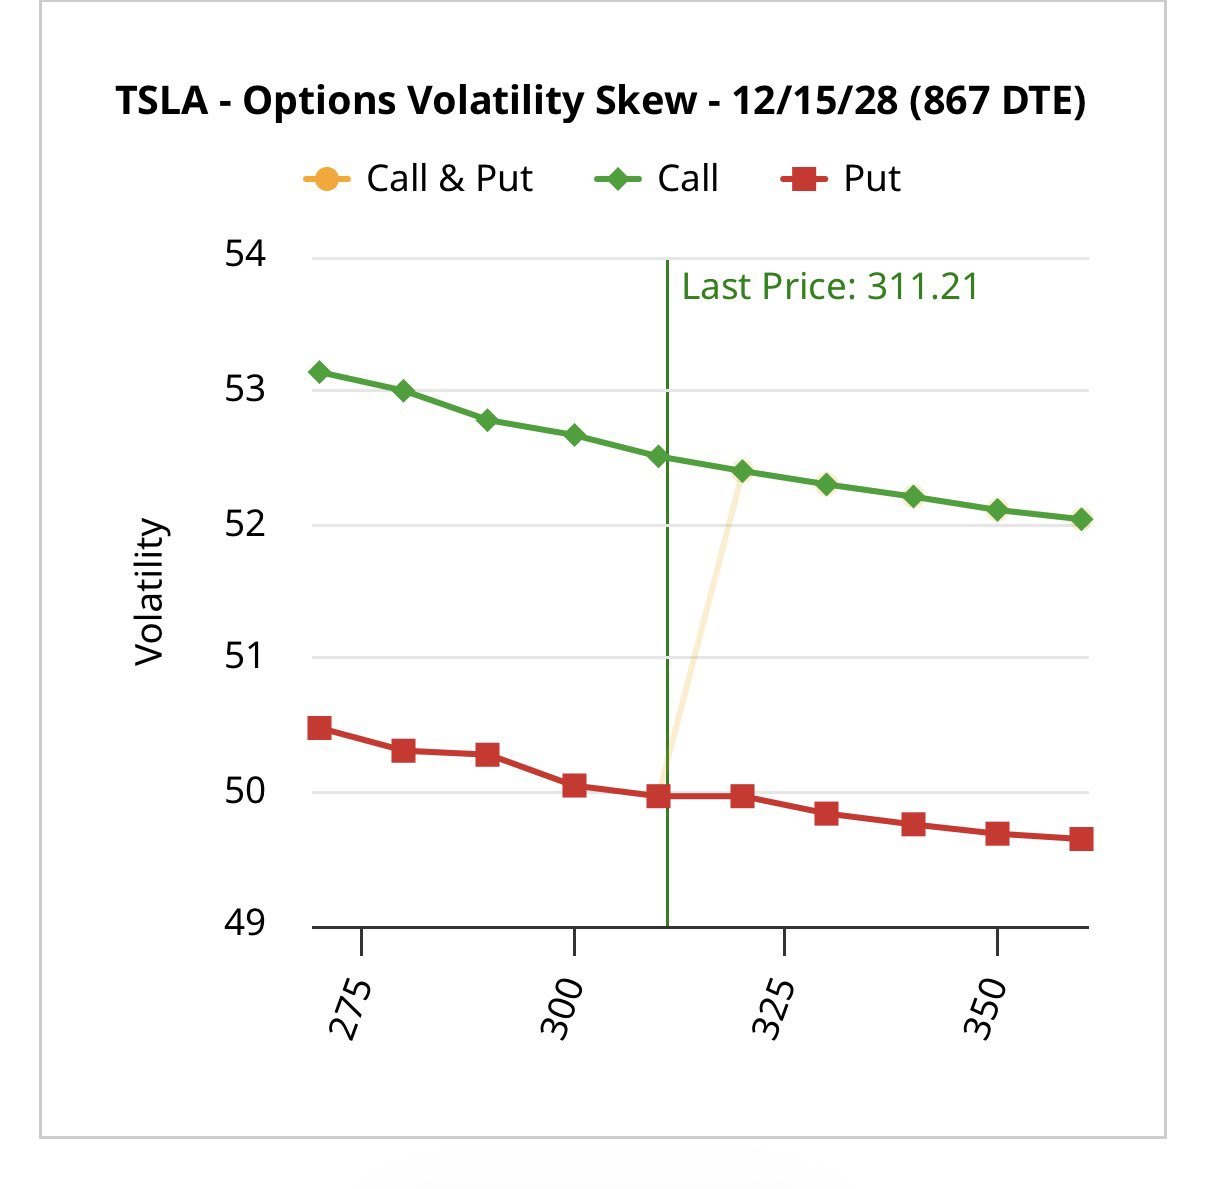 TSLA - Options Volatility Skew - 12/15/28 (867 DTE)
Call & Put Call Put
54
Last Price: 311.21
53
52
Volatility
51
50
49
275 300 325 350